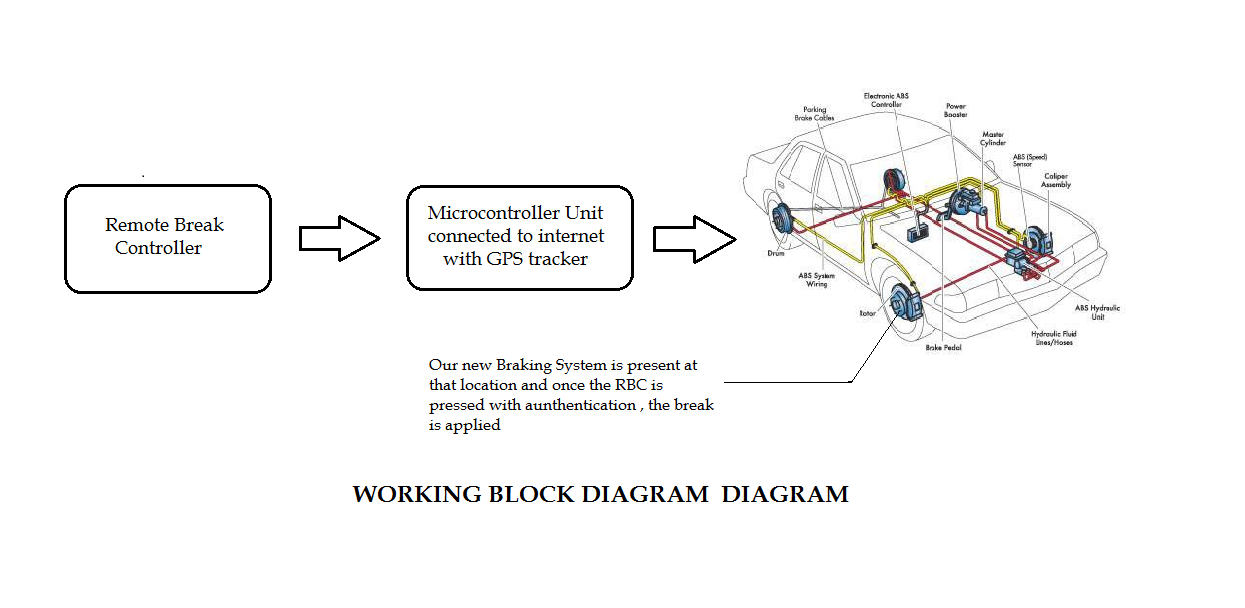 Remote Break
Controller
Microcontroller Unit
connected to internet
with GPS tracker
Electronic ABS
Controller
Parking
Brake Cables
Power
Booster
Master
Cylinder
ABS (Speed)
Sensor
Caliper
Assembly
Drum
ABS System
Wiring
Rotor
Brake Pedal
Hydraulic Fluid
Lines/Hoses
ABS Hydraulic
Unit
Our new Braking System is present at
that location and once the RBC is
pressed with aunthentication , the break
is applied
WORKING BLOCK DIAGRAM  DIAGRAM